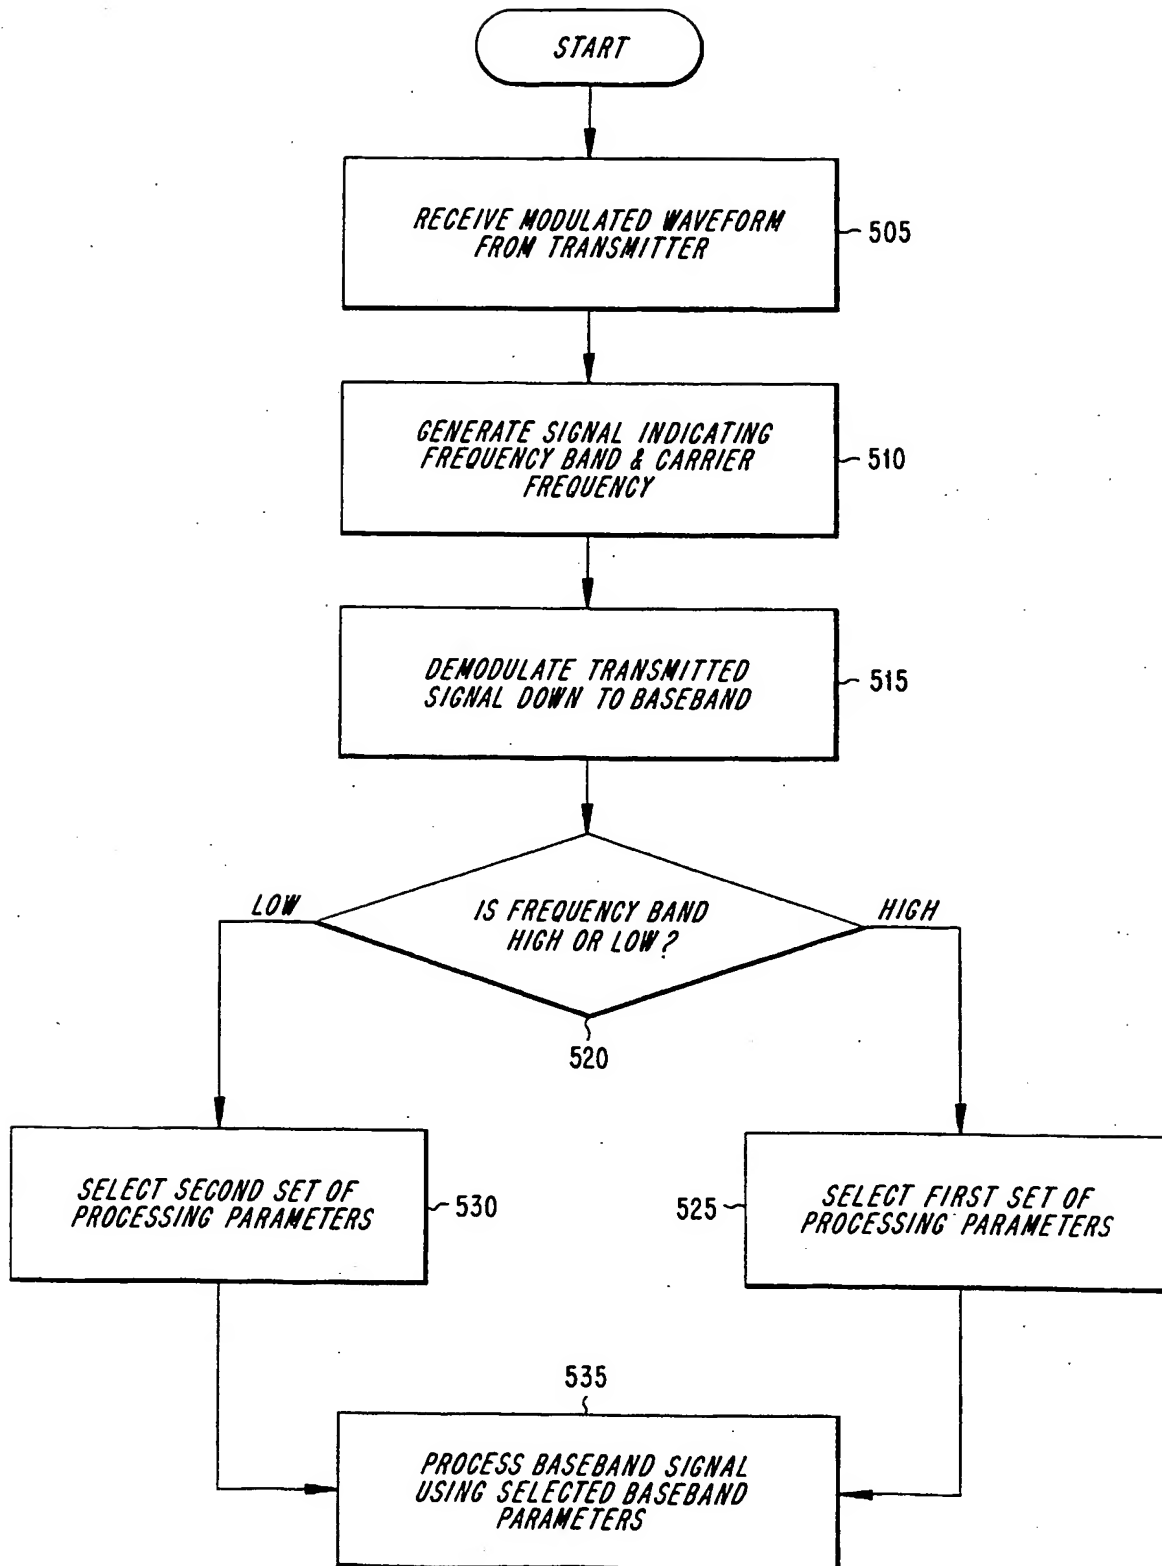 START
RECEIVE MODULATED WAVEFORM
FROM TRANSMITTER
505
GENERATE SIGNAL INDICATING
FREQUENCY BAND & CARRIER
FREQUENCY
510
DEMODULATE TRANSMITTED
SIGNAL DOWN TO BASEBAND
515
LOW
IS FREQUENCY BAND
HIGH OR LOW?
HIGH
520
SELECT SECOND SET OF
PROCESSING PARAMETERS
530
525
SELECT FIRST SET OF
PROCESSING PARAMETERS
535
PROCESS BASEBAND SIGNAL
USING SELECTED BASEBAND
PARAMETERS